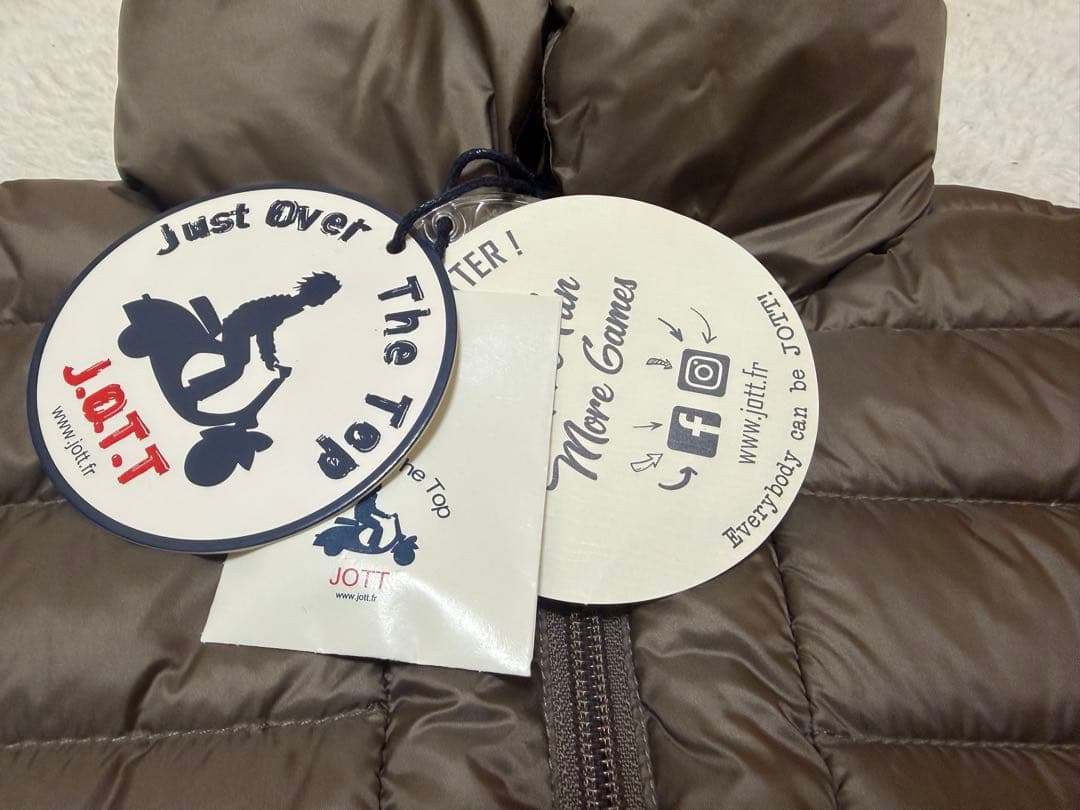 Just Over The Top
J.O.T.T
www.jott.fr
he Top
JOTT
www.jott.fr
TER !
More Games
www.jott.fr
Everybody can be JOTT!